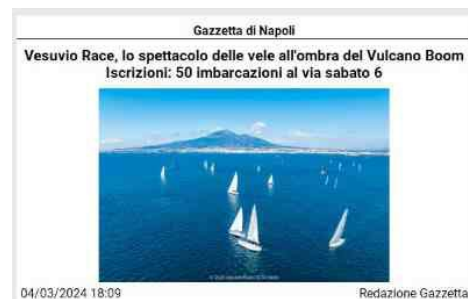 Gazzetta di Napoli
Vesuvio Race, lo spettacolo delle vele all'ombra del Vulcano Boom
Iscrizioni: 50 imbarcazioni al via sabato 6
04/03/2024 18:09
Redazione Gazzetta